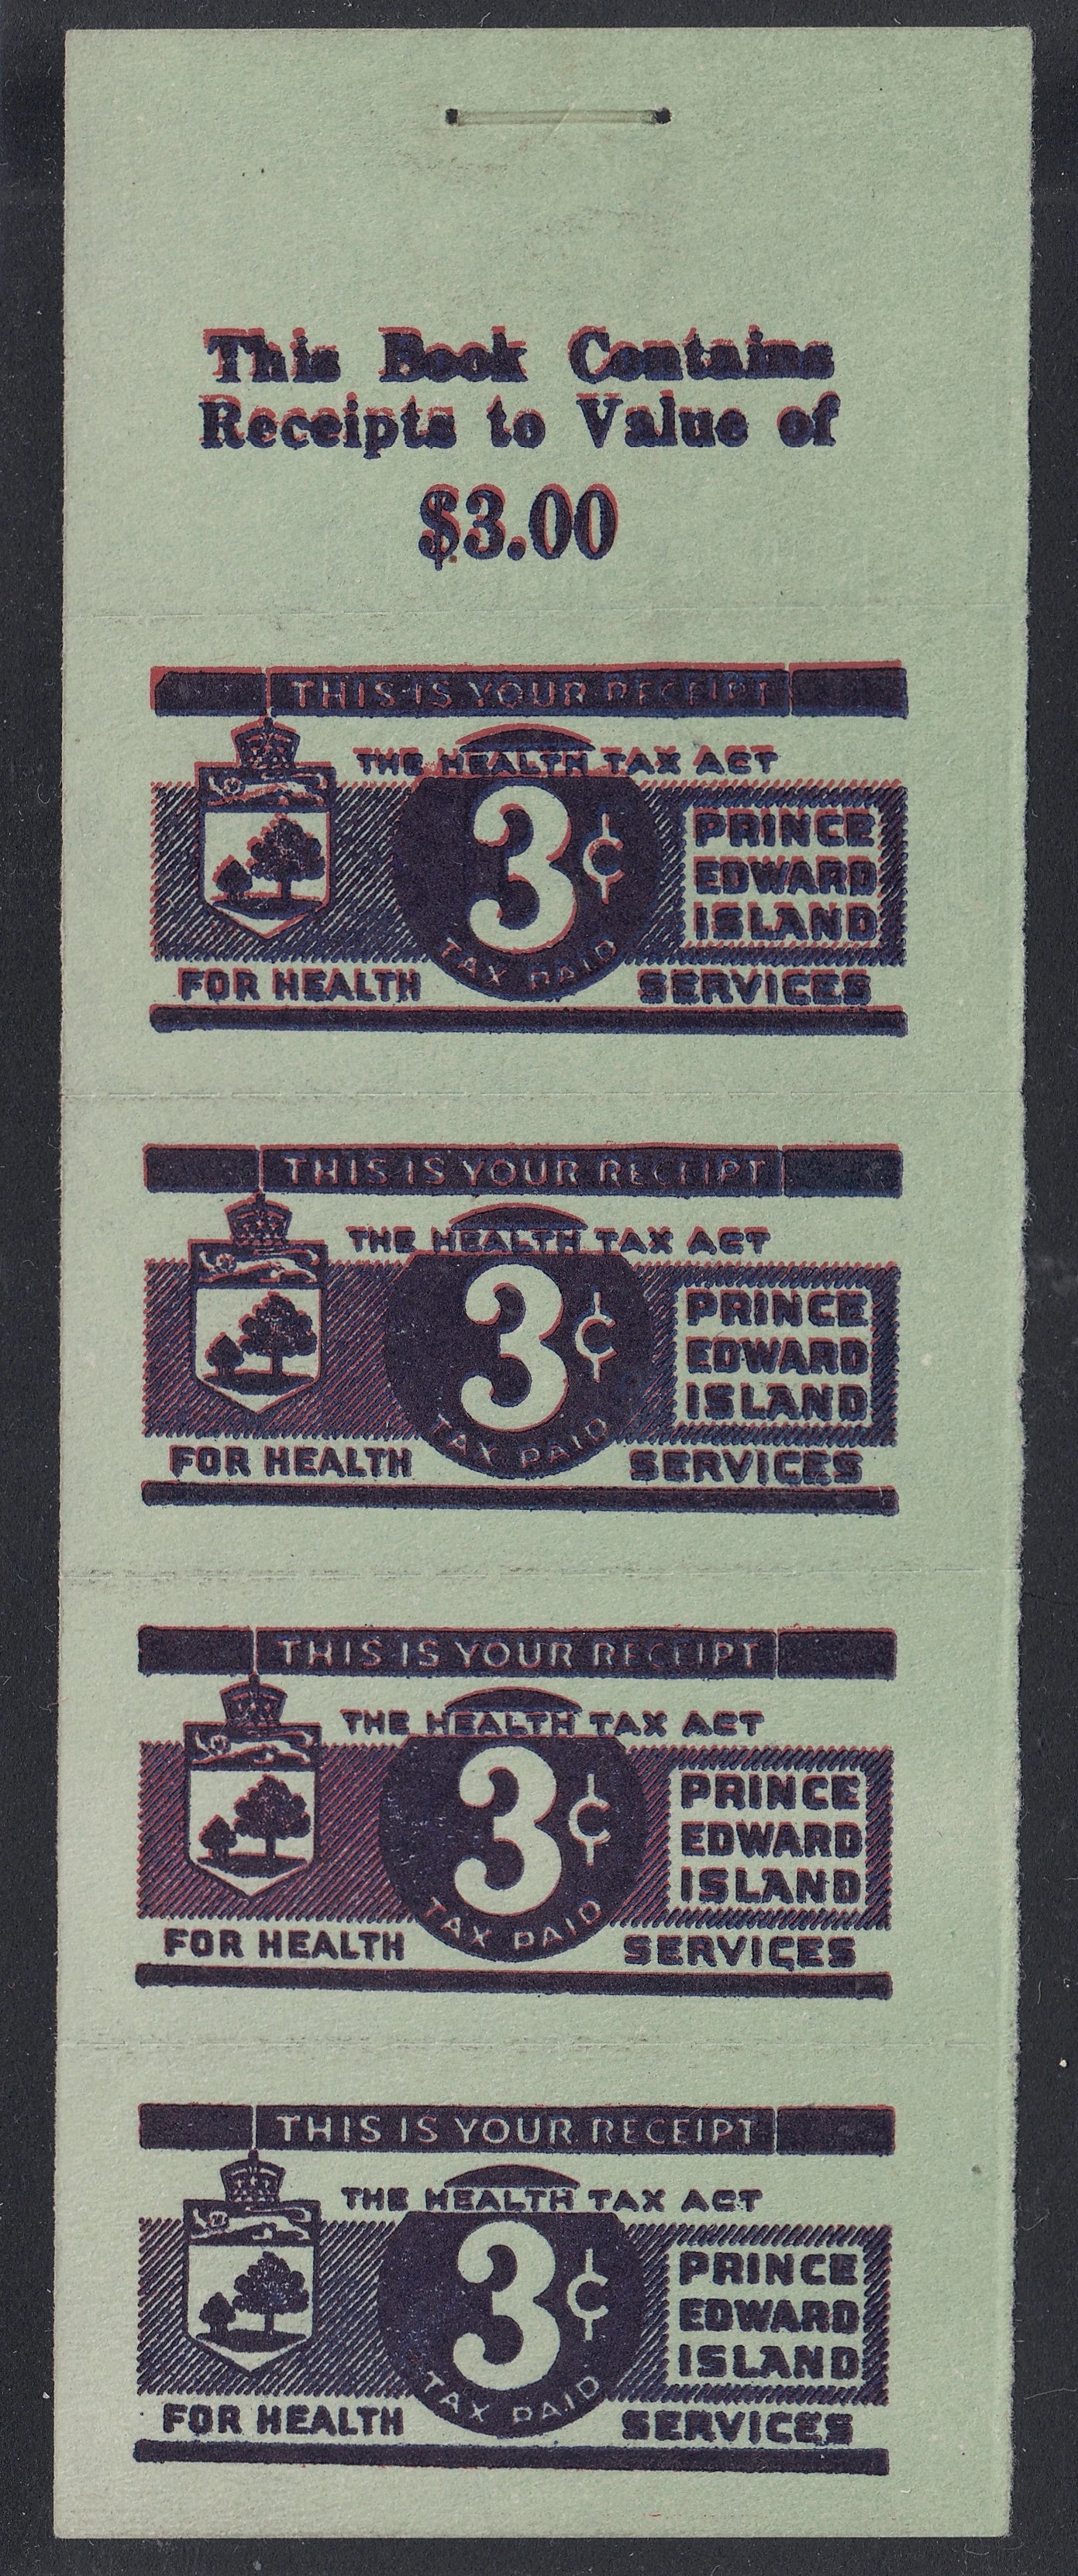 This Book Contains
Receipts to Value of
$3.00
THIS IS YOUR RECEIPT
THE HEALTH TAX ACT
3¢
PRINCE
EDWARD
ISLAND
TAX PAID
FOR HEALTH SERVICES
THIS IS YOUR RECEIPT
THE HEALTH TAX ACT
3¢
PRINCE
EDWARD
ISLAND
TAX PAID
FOR HEALTH SERVICES
THIS IS YOUR RECEIPT
THE HEALTH TAX ACT
3¢
PRINCE
EDWARD
ISLAND
TAX PAID
FOR HEALTH SERVICES
THIS IS YOUR RECEIPT
THE HEALTH TAX ACT
3¢
PRINCE
EDWARD
ISLAND
TAX PAID
FOR HEALTH SERVICES